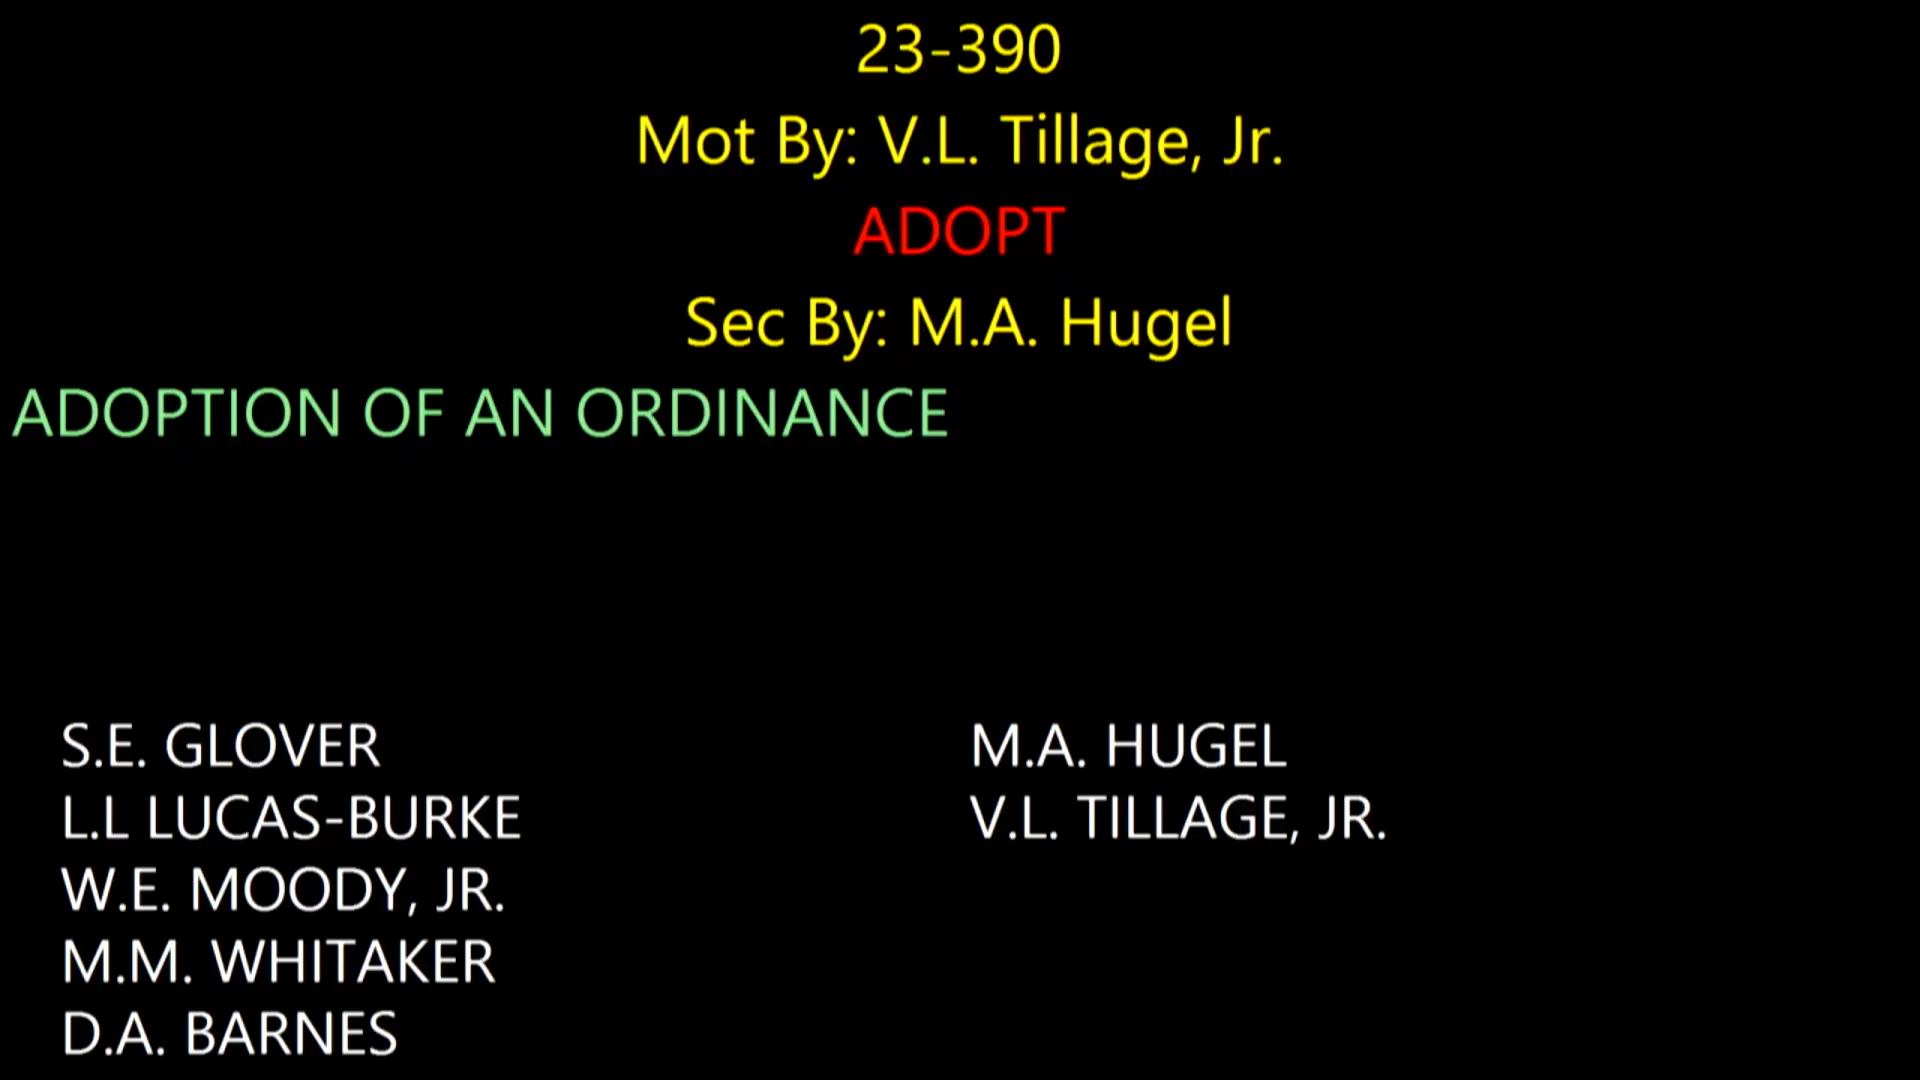 23-390
Mot By: V.L. Tillage, Jr.
ADOPT
Sec By: M.A. Hugel
ADOPTION OF AN ORDINANCE
S.E. GLOVER
L.L LUCAS-BURKE
W.E. MOODY, JR.
M.M. WHITAKER
D.A. BARNES
M.A. HUGEL
V.L. TILLAGE, JR.